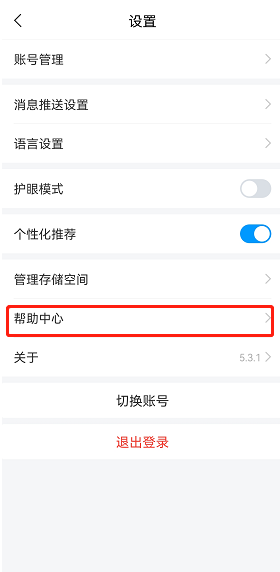 设置
账号管理
消息推送设置
语言设置
护眼模式
个性化推荐
管理存储空间
帮助中心
关于 5.3.1
切换账号
退出登录